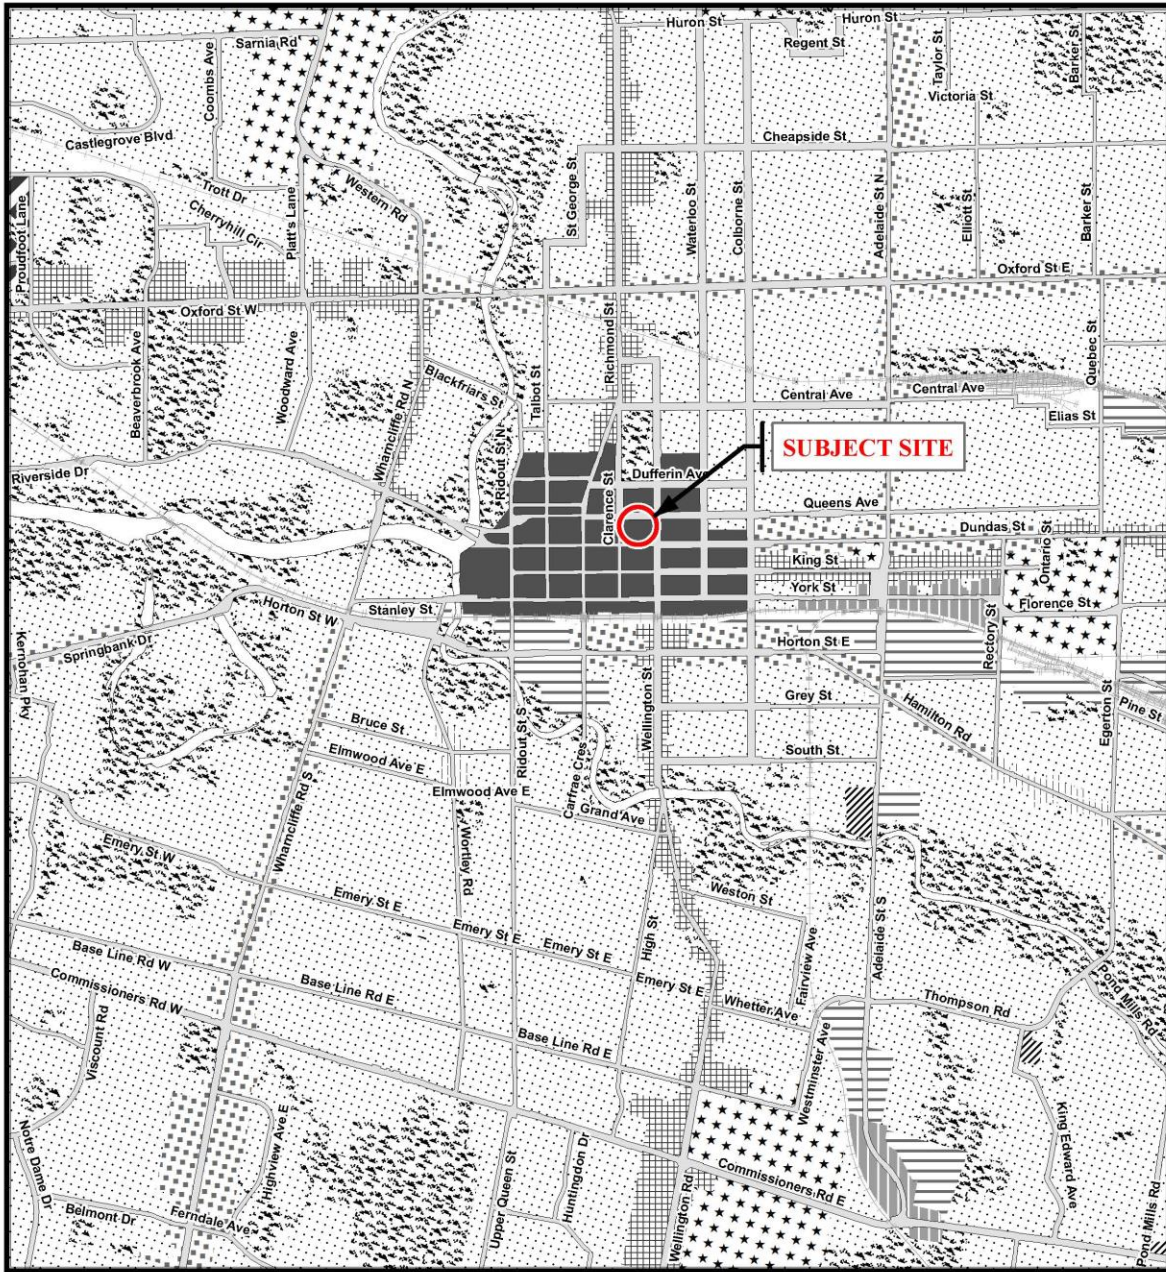 Huron St
Huron St
Sarnia Rd
Regent St
Coombs Ave
Taylor St
Barker St
Victoria St
Castlegrove Blvd
Cheapside St
St George St
Trott Dr
Western Rd
Platt's Lane
Cherryhill Cir
Proudfoot Lane
Waterloo St
Colborne St
Adelaide St N
Elliott St
Barker St
Oxford St E
Oxford St W
Beaverbrook Ave
Woodward Ave
Richmond St
Quebec St
Blackfriars St
Talbot St
Wharncliffe Rd N
Central Ave
Central Ave
Elias St
SUBJECT SITE
Riverside Dr
Ridout St N
Dufferin Ave
Clarence St
Queens Ave
Dundas St
Ontario St
King St
York St
Florence St
Stanley St
Horton St W
Springbank Dr
Kernohan Pky
Horton St E
Rectory St
Wellington St
Grey St
Hamilton Rd
Egerton St
Pine St
Bruce St
Ridout St S
South St
Elmwood Ave E
Elmwood Ave E
Carfrae Cres
Grand Ave
Wharncliffe Rd S
Wortley Rd
Emery St W
Emery St E
Emery St E
Emery St E
Emery St E
High St
Weston St
Fairview Ave
Adelaide St S
Base Line Rd W
Commissioners Rd W
Base Line Rd E
Base Line Rd E
Viscount Rd
Whetter Ave
Thompson Rd
Pond Mills Rd
Westminster Ave
Notre Dame Dr
Highview Ave E
King Edward Ave
Belmont Dr
Ferndale Ave
Upper Queen St
Huntingdon Dr
Wellington Rd
Commissioners Rd E
Pond Mills Rd